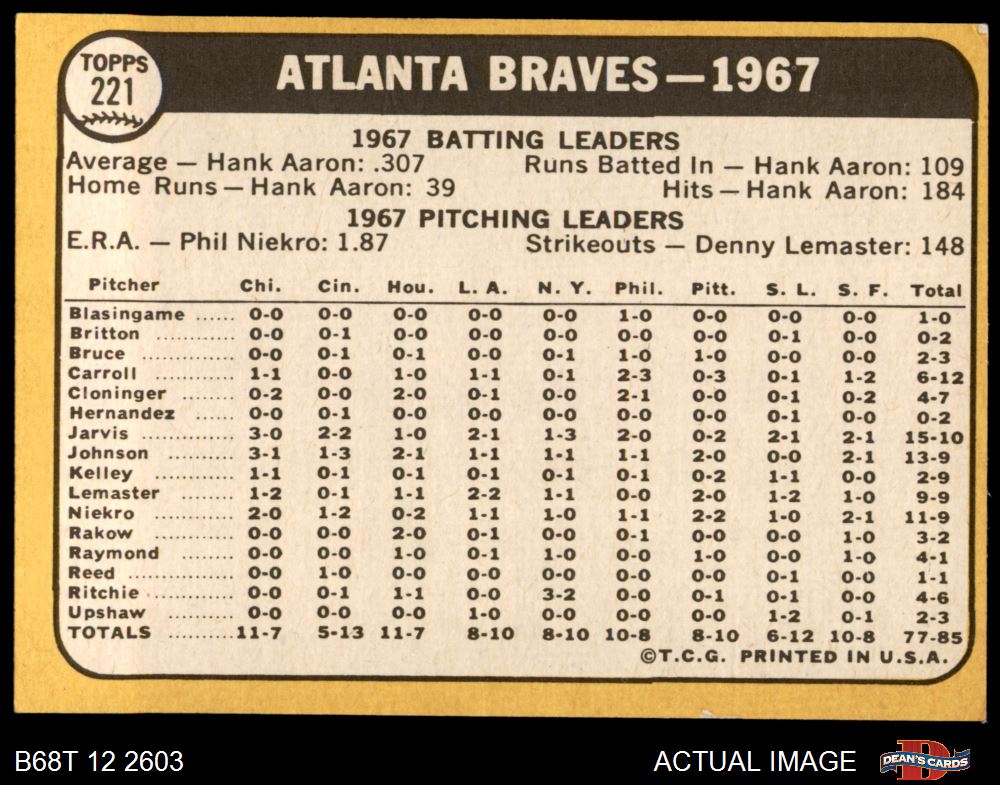 TOPPS
221
ATLANTA BRAVES—1967
1967 BATTING LEADERS
Average — Hank Aaron: .307 Runs Batted In — Hank Aaron: 109
Home Runs — Hank Aaron: 39 Hits — Hank Aaron: 184
1967 PITCHING LEADERS
E.R.A. — Phil Niekro: 1.87 Strikeouts — Denny Lemaster: 148
Pitcher Chi. Cin. Hou. L. A. N. Y. Phil. Pitt. S. L. S. F. Total
Blasingame ...... 0-0 0-0 0-0 0-0 0-0 1-0 0-0 0-0 0-0 1-0
Britton ............ 0-0 0-1 0-0 0-0 0-0 0-0 0-0 0-1 0-0 0-2
Bruce .............. 0-0 0-1 0-1 0-0 0-1 1-0 1-0 0-0 0-0 2-3
Carroll ............ 1-1 0-0 1-0 1-1 0-1 2-3 0-3 0-1 1-2 6-12
Cloninger ......... 0-2 0-0 2-0 0-1 0-0 2-1 0-0 0-1 0-2 4-7
Hernandez ...... 0-0 0-1 0-0 0-0 0-0 0-0 0-0 0-1 0-0 0-2
Jarvis .............. 3-0 2-2 1-0 2-1 1-3 2-0 0-2 2-1 2-1 15-10
Johnson ............ 3-1 1-3 2-1 1-1 1-1 1-1 2-0 0-0 2-1 13-9
Kelley ............ 1-1 0-1 0-1 0-1 0-1 0-1 0-2 1-1 0-0 2-9
Lemaster ......... 1-2 0-1 1-1 2-2 1-1 0-0 2-0 1-2 1-0 9-9
Niekro ............ 2-0 1-2 0-2 1-1 1-0 1-1 2-2 1-0 2-1 11-9
Rakow ............ 0-0 0-0 2-0 0-1 0-0 0-1 0-0 0-0 1-0 3-2
Raymond ......... 0-0 0-0 1-0 0-1 1-0 0-0 1-0 0-0 1-0 4-1
Reed ............... 0-0 1-0 0-0 0-0 0-0 0-0 0-0 0-1 0-0 1-1
Ritchie ............ 0-0 0-1 1-1 0-0 3-2 0-0 0-1 0-1 0-0 4-6
Upshaw ............ 0-0 0-0 0-0 1-0 0-0 0-0 0-0 1-2 0-1 2-3
TOTALS ......... 11-7 5-13 11-7 8-10 8-10 10-8 8-10 6-12 10-8 77-85
©T.C.G. PRINTED IN U.S.A.
B68T 12 2603 ACTUAL IMAGE DEAN'S CARDS